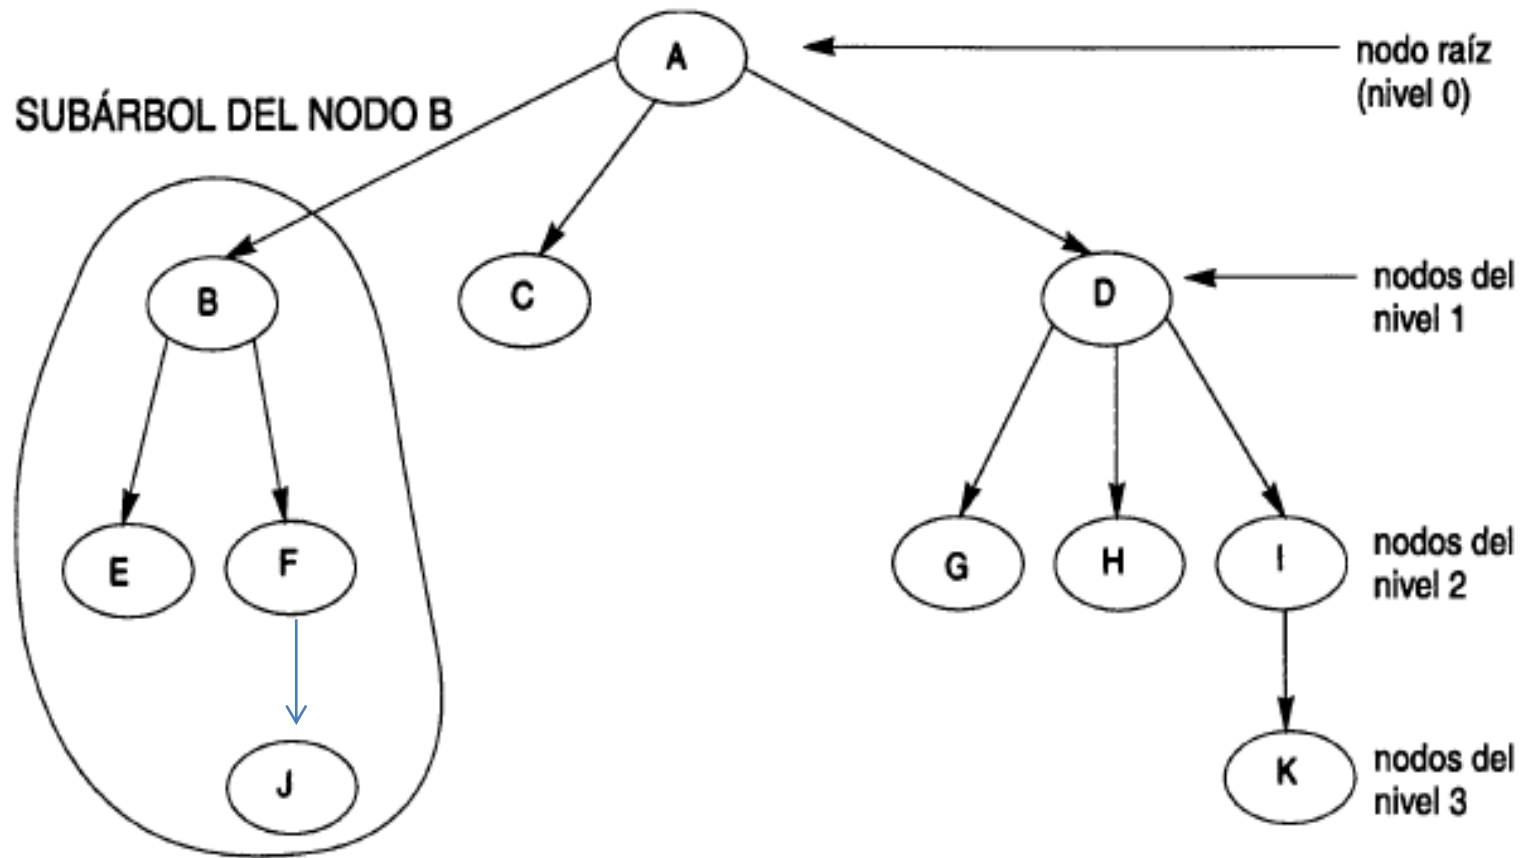 A
nodo raíz
(nivel 0)
SUBÁRBOL DEL NODO B
B
C
D
nodos del
nivel 1
E
F
G
H
I
nodos del
nivel 2
J
K
nodos del
nivel 3